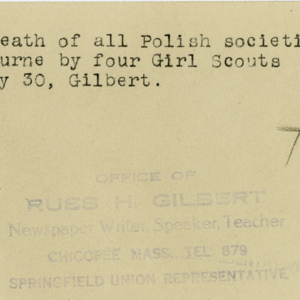 eath of all Polish societi
urne by four Girl Scouts
y 30, Gilbert.
OFFICE OF
RUSS H. GILBERT
Newspaper Writer, Speaker, Teacher
CHICOPEE MASS. TEL 679
SPRINGFIELD UNION REPRESENTATIVE